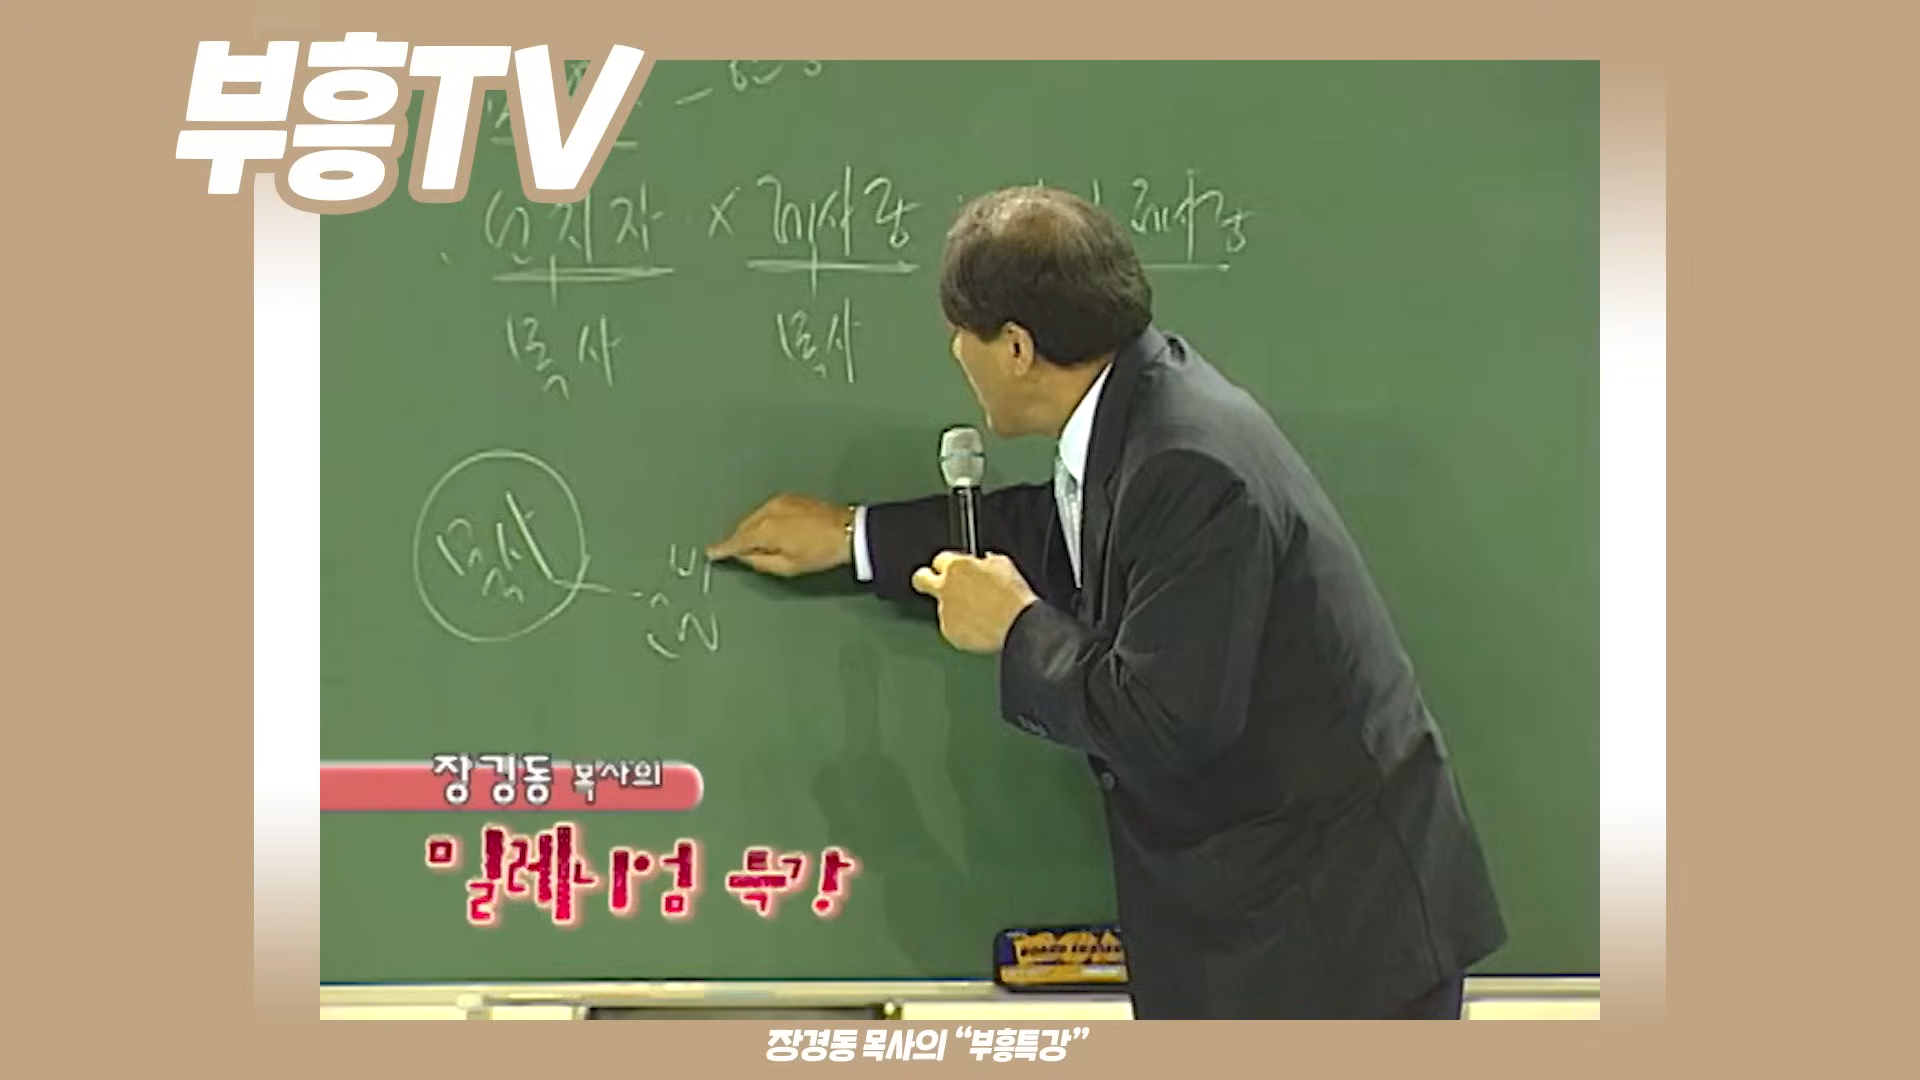 부흥TV
선지자 × 제사장 제사장
목사 목사
목사
장경동 목사의
밀레니엄 특강
장경동 목사의 “부흥특강”